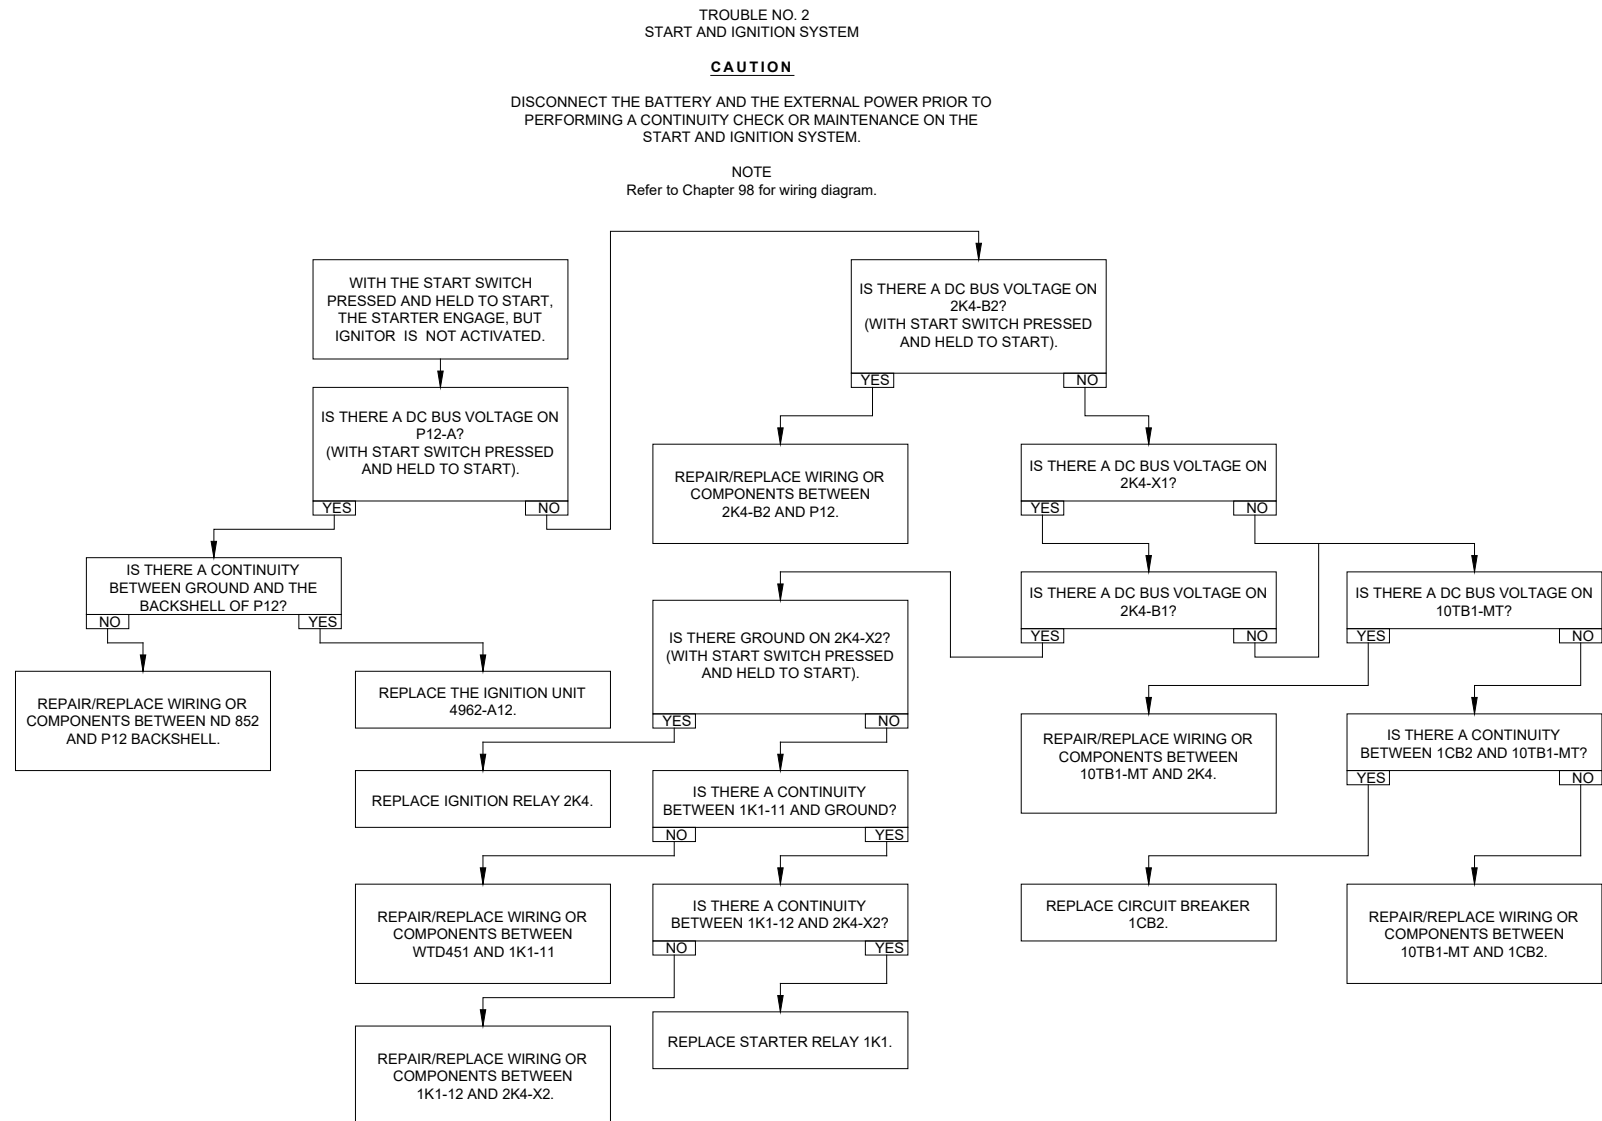 TROUBLE NO. 2
START AND IGNITION SYSTEM
CAUTION
DISCONNECT THE BATTERY AND THE EXTERNAL POWER PRIOR TO
PERFORMING A CONTINUITY CHECK OR MAINTENANCE ON THE
START AND IGNITION SYSTEM.
NOTE
Refer to Chapter 98 for wiring diagram.
WITH THE START SWITCH
PRESSED AND HELD TO START,
THE STARTER ENGAGE, BUT
IGNITOR IS NOT ACTIVATED.
IS THERE A DC BUS VOLTAGE ON
P12-A?
(WITH START SWITCH PRESSED
AND HELD TO START).
YES
NO
IS THERE A CONTINUITY
BETWEEN GROUND AND THE
BACKSHELL OF P12?
NO
YES
REPAIR/REPLACE WIRING OR
COMPONENTS BETWEEN ND 852
AND P12 BACKSHELL.
REPLACE THE IGNITION UNIT
4962-A12.
IS THERE A DC BUS VOLTAGE ON
2K4-B2?
(WITH START SWITCH PRESSED
AND HELD TO START).
YES
NO
REPAIR/REPLACE WIRING OR
COMPONENTS BETWEEN
2K4-B2 AND P12.
IS THERE A DC BUS VOLTAGE ON
2K4-X1?
YES
NO
IS THERE A DC BUS VOLTAGE ON
2K4-B1?
YES
NO
IS THERE A DC BUS VOLTAGE ON
10TB1-MT?
YES
NO
IS THERE GROUND ON 2K4-X2?
(WITH START SWITCH PRESSED
AND HELD TO START).
YES
NO
REPAIR/REPLACE WIRING OR
COMPONENTS BETWEEN
10TB1-MT AND 2K4.
IS THERE A CONTINUITY
BETWEEN 1CB2 AND 10TB1-MT?
YES
NO
REPLACE IGNITION RELAY 2K4.
IS THERE A CONTINUITY
BETWEEN 1K1-11 AND GROUND?
NO
YES
REPAIR/REPLACE WIRING OR
COMPONENTS BETWEEN
WTD451 AND 1K1-11
IS THERE A CONTINUITY
BETWEEN 1K1-12 AND 2K4-X2?
NO
YES
REPLACE CIRCUIT BREAKER
1CB2.
REPAIR/REPLACE WIRING OR
COMPONENTS BETWEEN
10TB1-MT AND 1CB2.
REPAIR/REPLACE WIRING OR
COMPONENTS BETWEEN
1K1-12 AND 2K4-X2.
REPLACE STARTER RELAY 1K1.